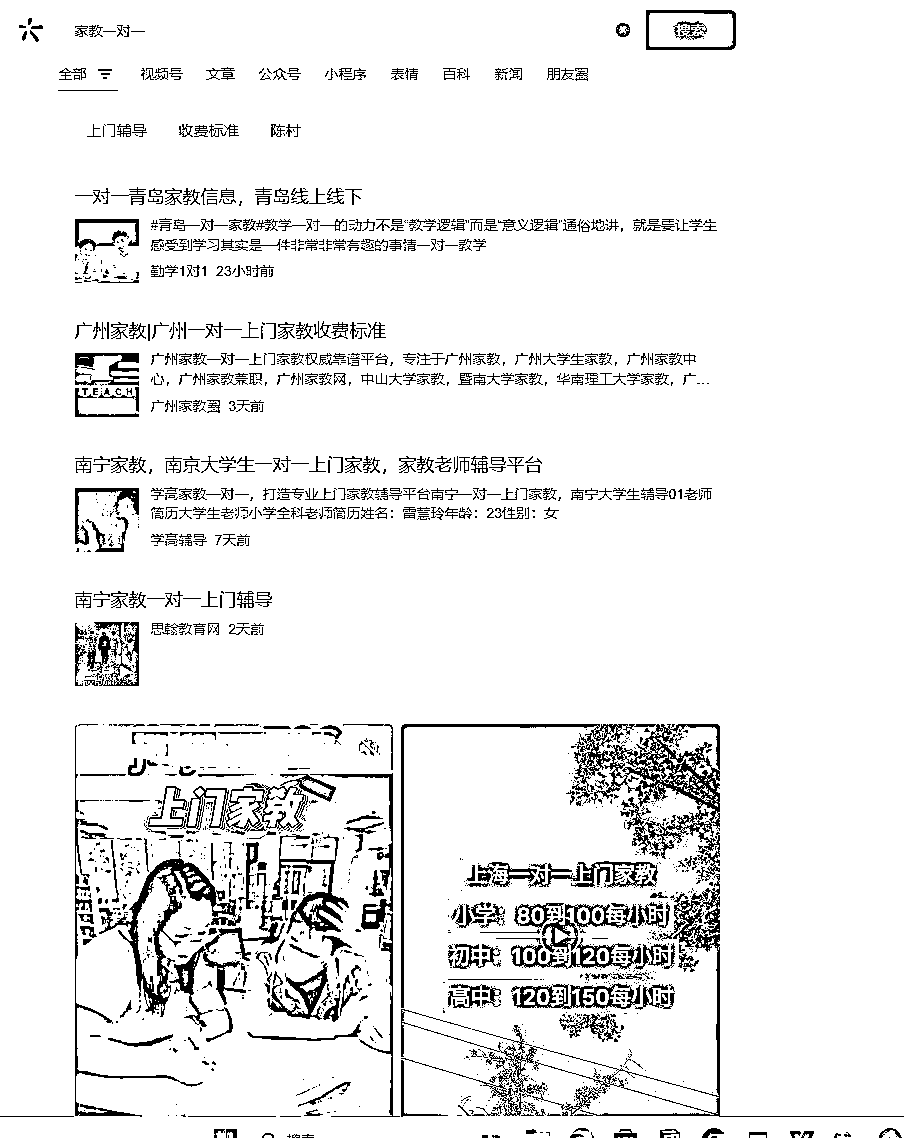 家教一对一
搜索
全部 视频号 文章 公众号 小程序 表情 百科 新闻 朋友圈
上门辅导 收费标准 陈村
一对一青岛家教信息，青岛线上线下
#青岛一对一家教#教学一对一的动力不是“教学逻辑”而是“意义逻辑”通俗地讲，就是要让学生
感受到学习其实是一件非常非常有趣的事情一对一教学
勤学1对1 23小时前
广州家教|广州一对一上门家教收费标准
广州家教一对一上门家教权威靠谱平台，专注于广州家教，广州大学生家教，广州家教中
心，广州家教兼职，广州家教网，中山大学家教，暨南大学家教，华南理工大学家教，广...
TEACH
广州家教圈 3天前
南宁家教，南京大学生一对一上门家教，家教老师辅导平台
学高家教一对一，打造专业上门家教辅导平台南宁一对一上门家教，南宁大学生辅导01老师
简历大学生老师小学全科老师简历姓名：雷慧玲年龄：23性别：女
学高辅导 7天前
南宁家教一对一上门辅导
思翰教育网 2天前
上门家教
上海一对一上门家教
小学：80到100每小时
初中：100到120每小时
高中：120到150每小时
搜索